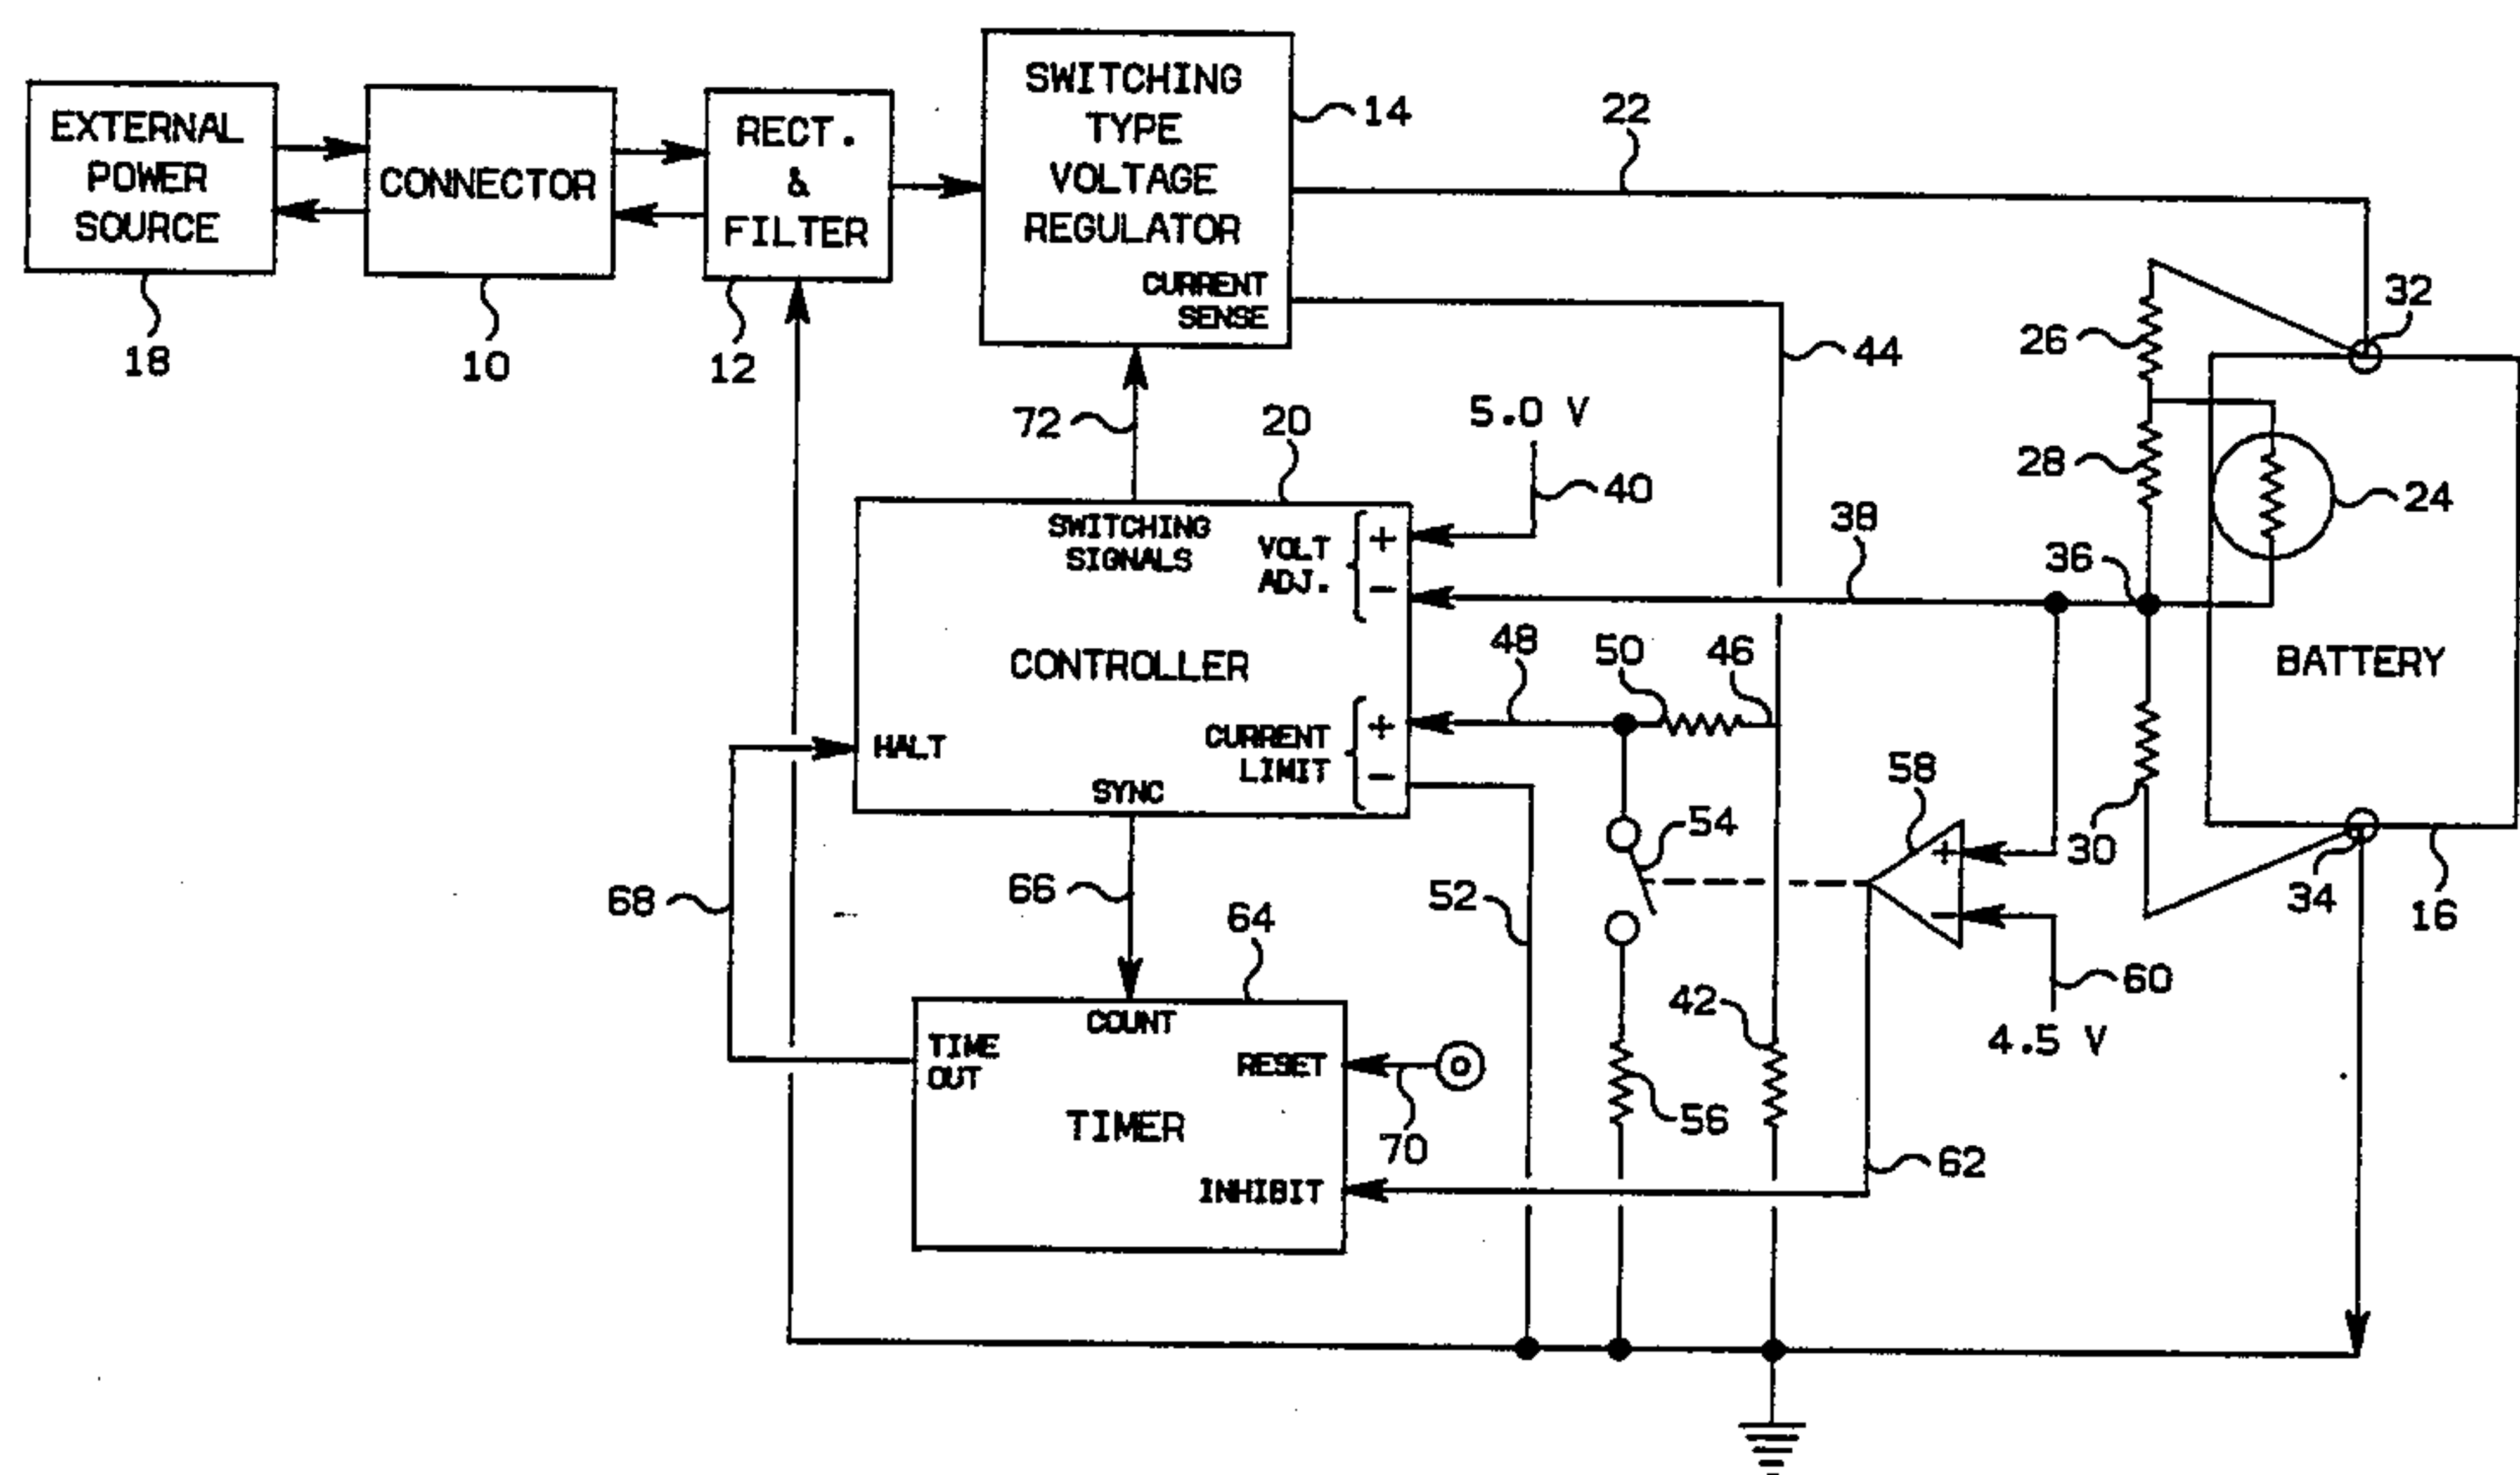 EXTERNAL
POWER
SOURCE
18
CONNECTOR
10
RECT.
&
FILTER
12
SWITCHING
TYPE
VOLTAGE
REGULATOR
CURRENT
SENSE
14
22
44
72
20
5.0 V
40
38
26
28
32
24
36
BATTERY
30
34
16
SWITCHING
SIGNALS
VOLT
ADJ.
+
-
CONTROLLER
HALT
CURRENT
LIMIT
+
-
SYNC
48
50
46
54
58
+
-
60
4.5 V
52
42
56
62
68
66
64
COUNT
TIME
OUT
RESET
70
TIMER
INHIBIT